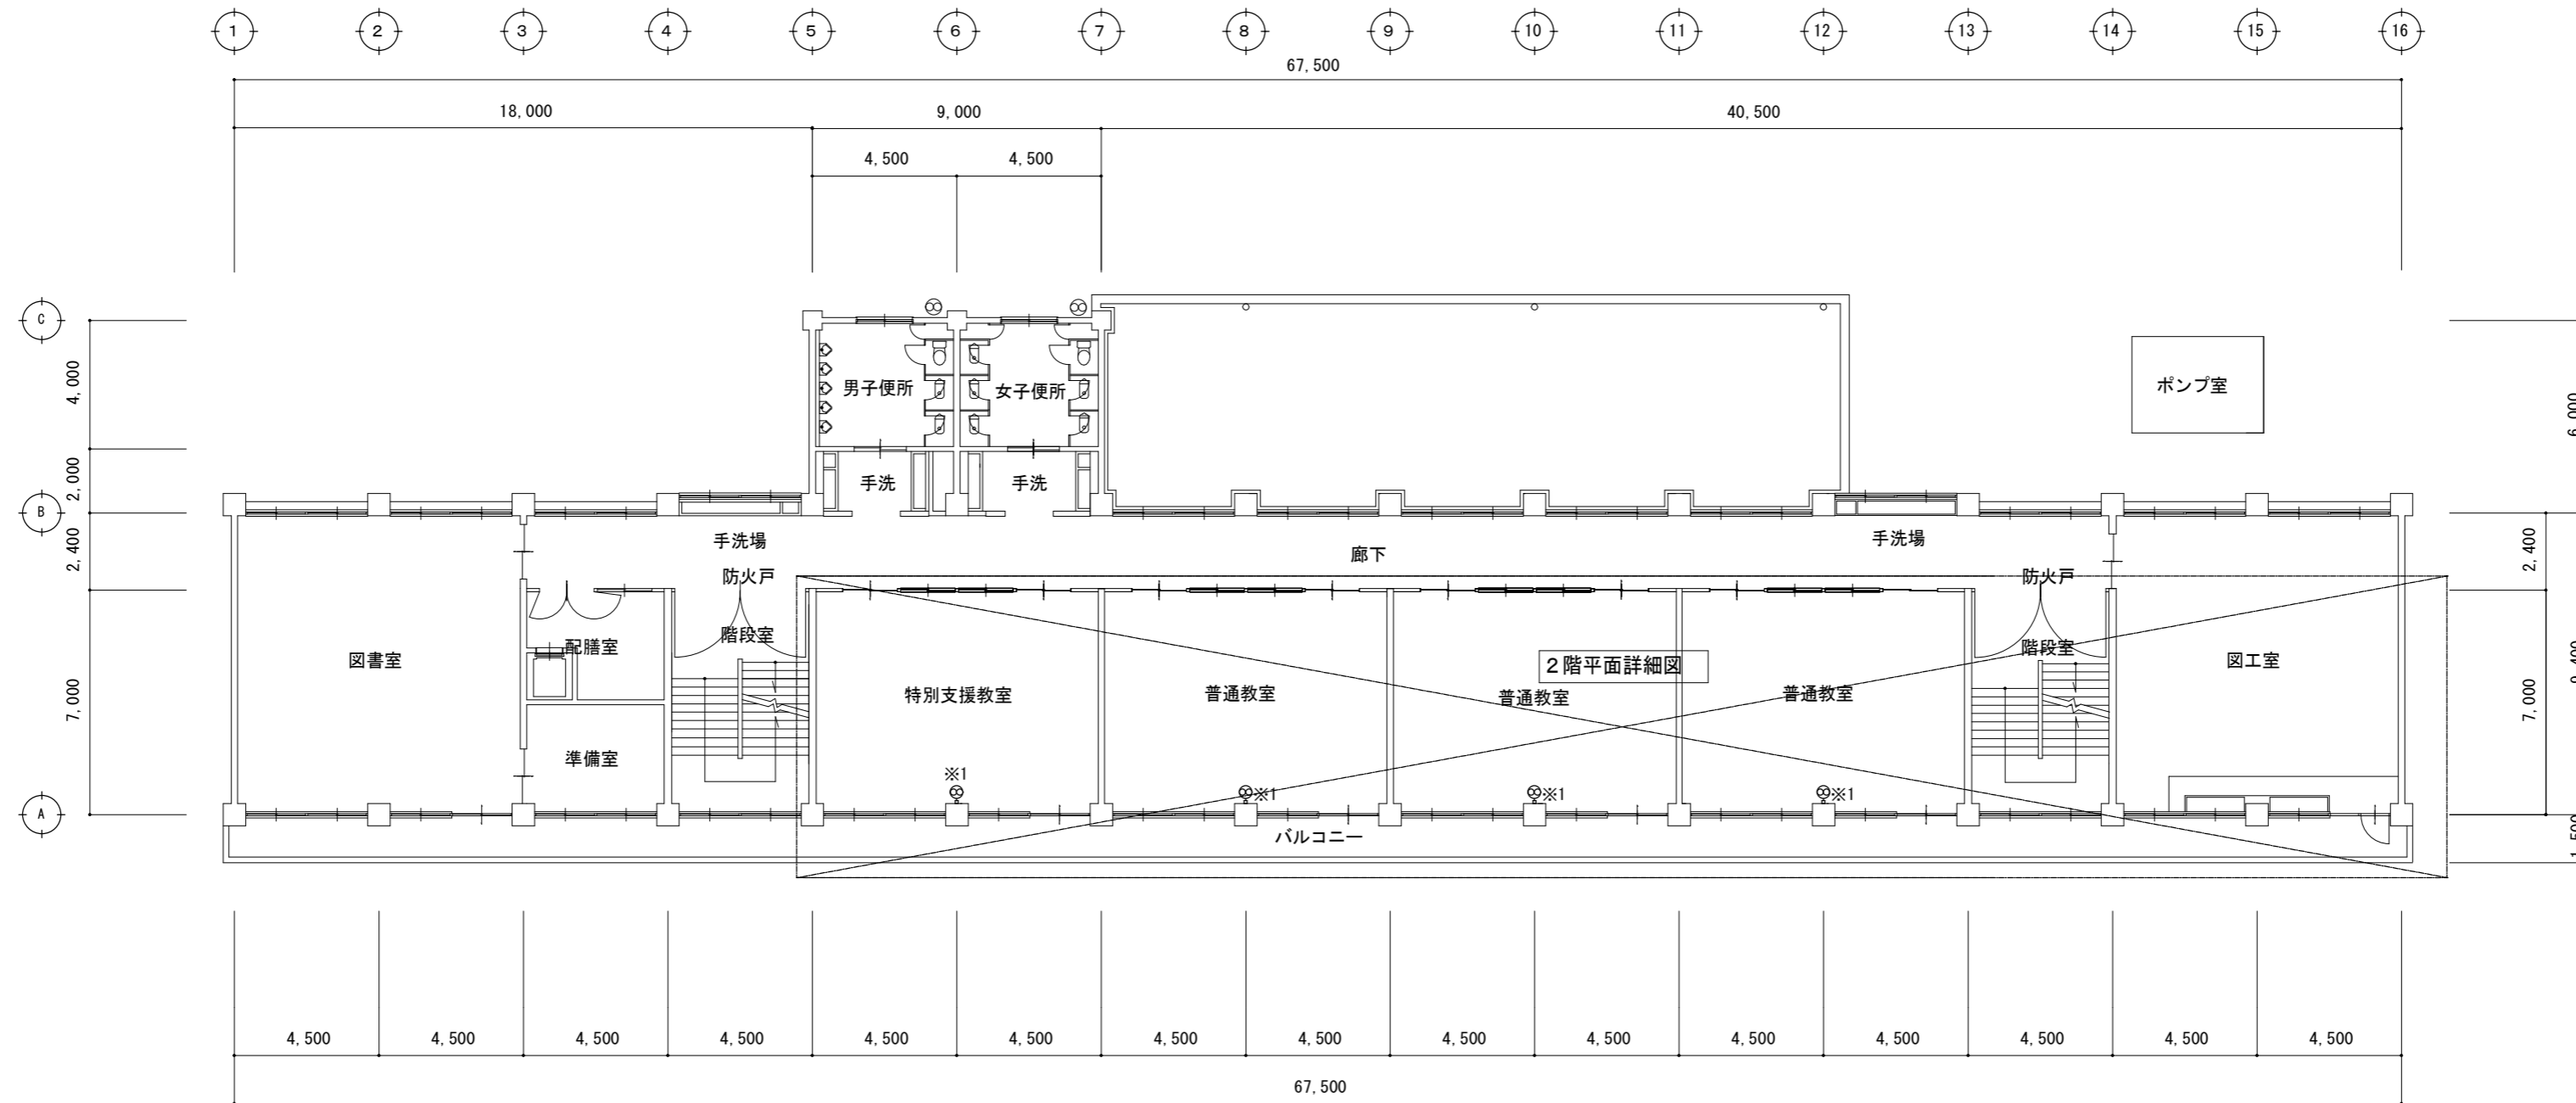 1 2 3 4 5 6 7 8 9 10 11 12 13 14 15 16
67,500
18,000 9,000 40,500
4,500 4,500
C
4,000
6,000
男子便所 女子便所 ポンプ室
手洗 手洗
2,000
B
2,400 2,400
手洗場 廊下 手洗場
防火戸 防火戸
配膳室 階段室 階段室
図書室 2階平面詳細図 図工室
7,000 7,000
特別支援教室 普通教室 普通教室 普通教室
準備室
※1 ※1 ※1 ※1
A
バルコニー
4,500 4,500 4,500 4,500 4,500 4,500 4,500 4,500 4,500 4,500 4,500 4,500 4,500 4,500 4,500
67,500